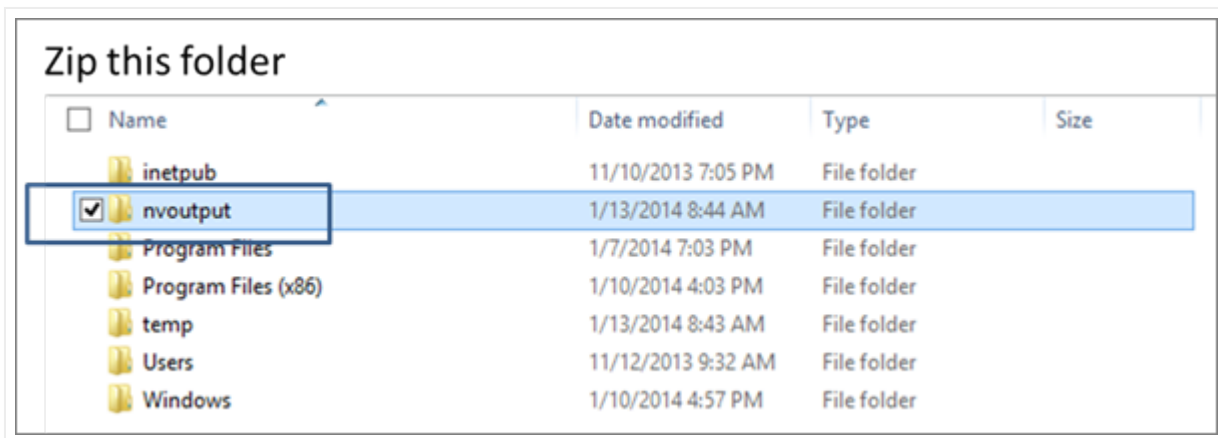 Zip this folder
Name Date modified Type Size
inetpub 11/10/2013 7:05 PM File folder
nvoutput 1/13/2014 8:44 AM File folder
Program Files 1/7/2014 7:03 PM File folder
Program Files (x86) 1/10/2014 4:03 PM File folder
temp 1/13/2014 8:43 AM File folder
Users 11/12/2013 9:32 AM File folder
Windows 1/10/2014 4:57 PM File folder